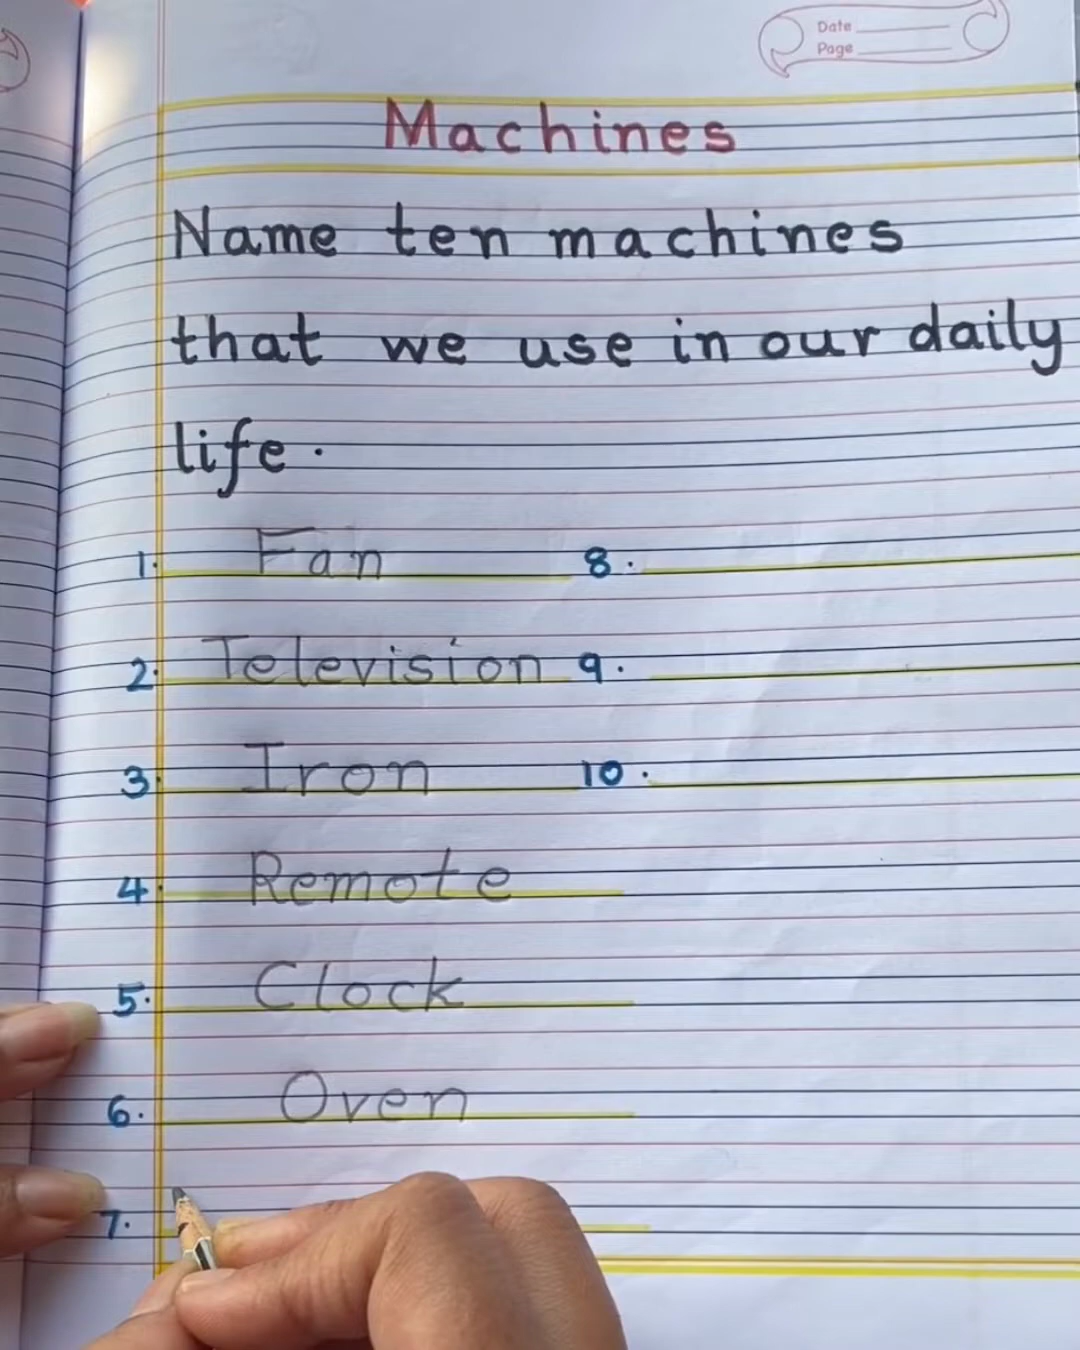 Date
Page
Machines
Name ten machines
that we use in our daily
life.
1. Fan
2. Television
3. Iron
4. Remote
5. Clock
6. Oven
7.
8.
9.
10.